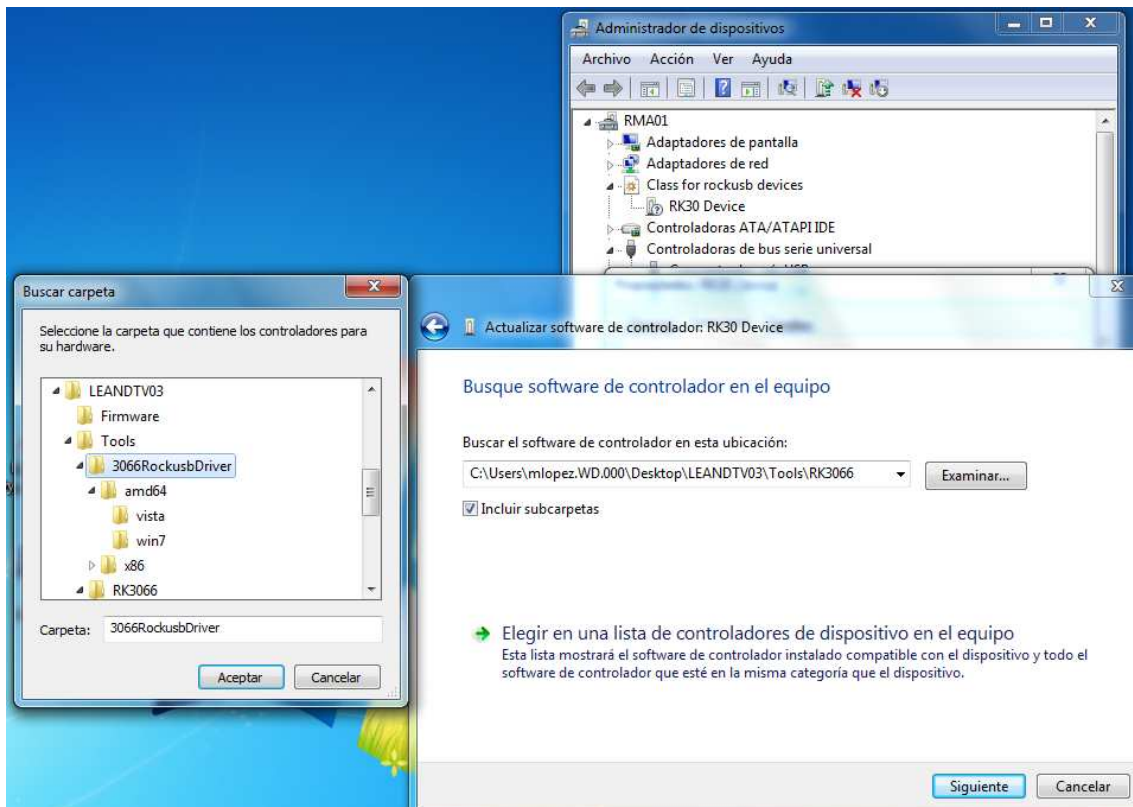 Administrador de dispositivos
Archivo Acción Ver Ayuda
RMA01
Adaptadores de pantalla
Adaptadores de red
Class for rockusb devices
RK30 Device
Controladoras ATA/ATAPI IDE
Controladoras de bus serie universal
Buscar carpeta
Seleccione la carpeta que contiene los controladores para
su hardware.
LEANDTV03
Firmware
Tools
3066RockusbDriver
amd64
vista
win7
x86
RK3066
Carpeta: 3066RockusbDriver
Aceptar Cancelar
Actualizar software de controlador: RK30 Device
Busque software de controlador en el equipo
Buscar el software de controlador en esta ubicación:
C:\Users\mlopez.WD.000\Desktop\LEANDTV03\Tools\RK3066
Examinar...
Incluir subcarpetas
Elegir en una lista de controladores de dispositivo en el equipo
Esta lista mostrará el software de controlador instalado compatible con el dispositivo y todo el
software de controlador que esté en la misma categoría que el dispositivo.
Siguiente Cancelar